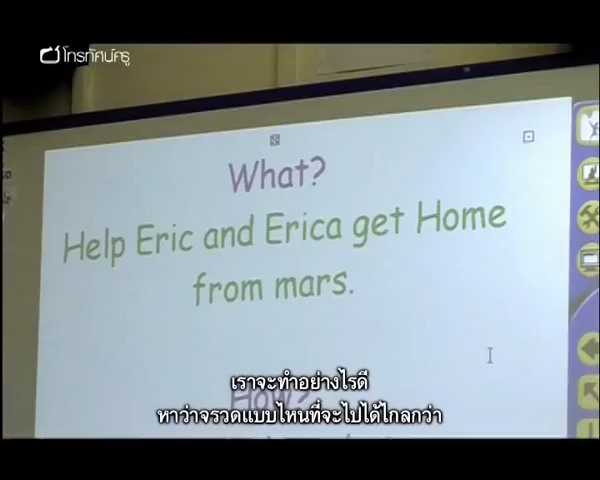 โทรทัศน์ครู
What?
Help Eric and Erica get Home
from mars.
How?
เราจะทำอย่างไรดี
หาว่าจรวดแบบไหนที่จะไปได้ไกลกว่า